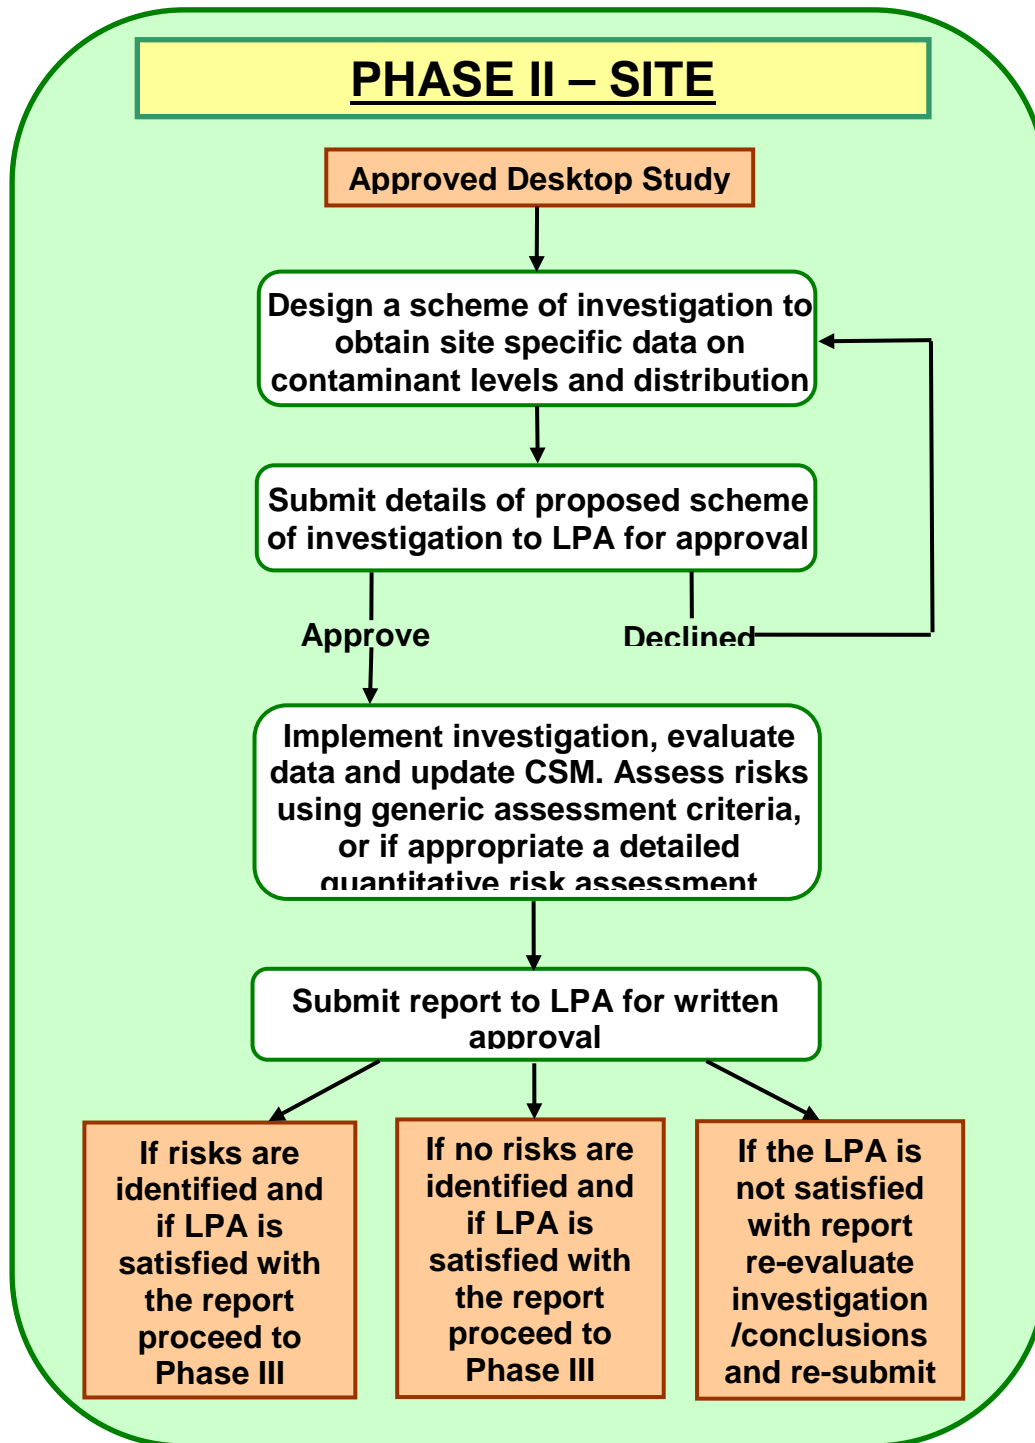 PHASE II – SITE
Approved Desktop Study
Design a scheme of investigation to
obtain site specific data on
contaminant levels and distribution
Submit details of proposed scheme
of investigation to LPA for approval
Approve
Declined
Implement investigation, evaluate
data and update CSM. Assess risks
using generic assessment criteria,
or if appropriate a detailed
quantitative risk assessment
Submit report to LPA for written
approval
If risks are
identified and
if LPA is
satisfied with
the report
proceed to
Phase III
If no risks are
identified and
if LPA is
satisfied with
the report
proceed to
Phase III
If the LPA is
not satisfied
with report
re-evaluate
investigation
/conclusions
and re-submit